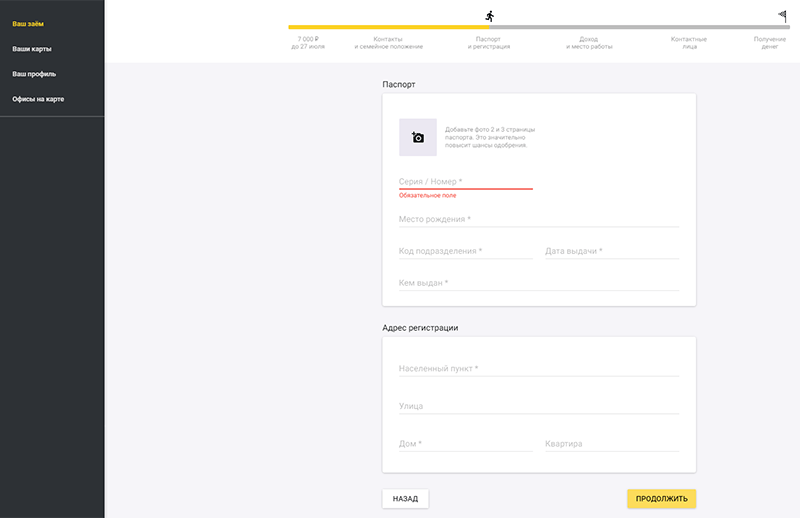 Ваш заём
Ваши карты
Ваш профиль
Офисы на карте
7 000 ₽
до 27 июля
Контакты
и семейное положение
Паспорт
и регистрация
Доход
и место работы
Контактные
лица
Получение
денег
Паспорт
Добавьте фото 2 и 3 страницы
паспорта. Это значительно
повысит шансы одобрения.
Серия / Номер *
Обязательное поле
Место рождения *
Код подразделения *
Дата выдачи *
Кем выдан *
Адрес регистрации
Населенный пункт *
Улица
Дом *
Квартира
НАЗАД
ПРОДОЛЖИТЬ